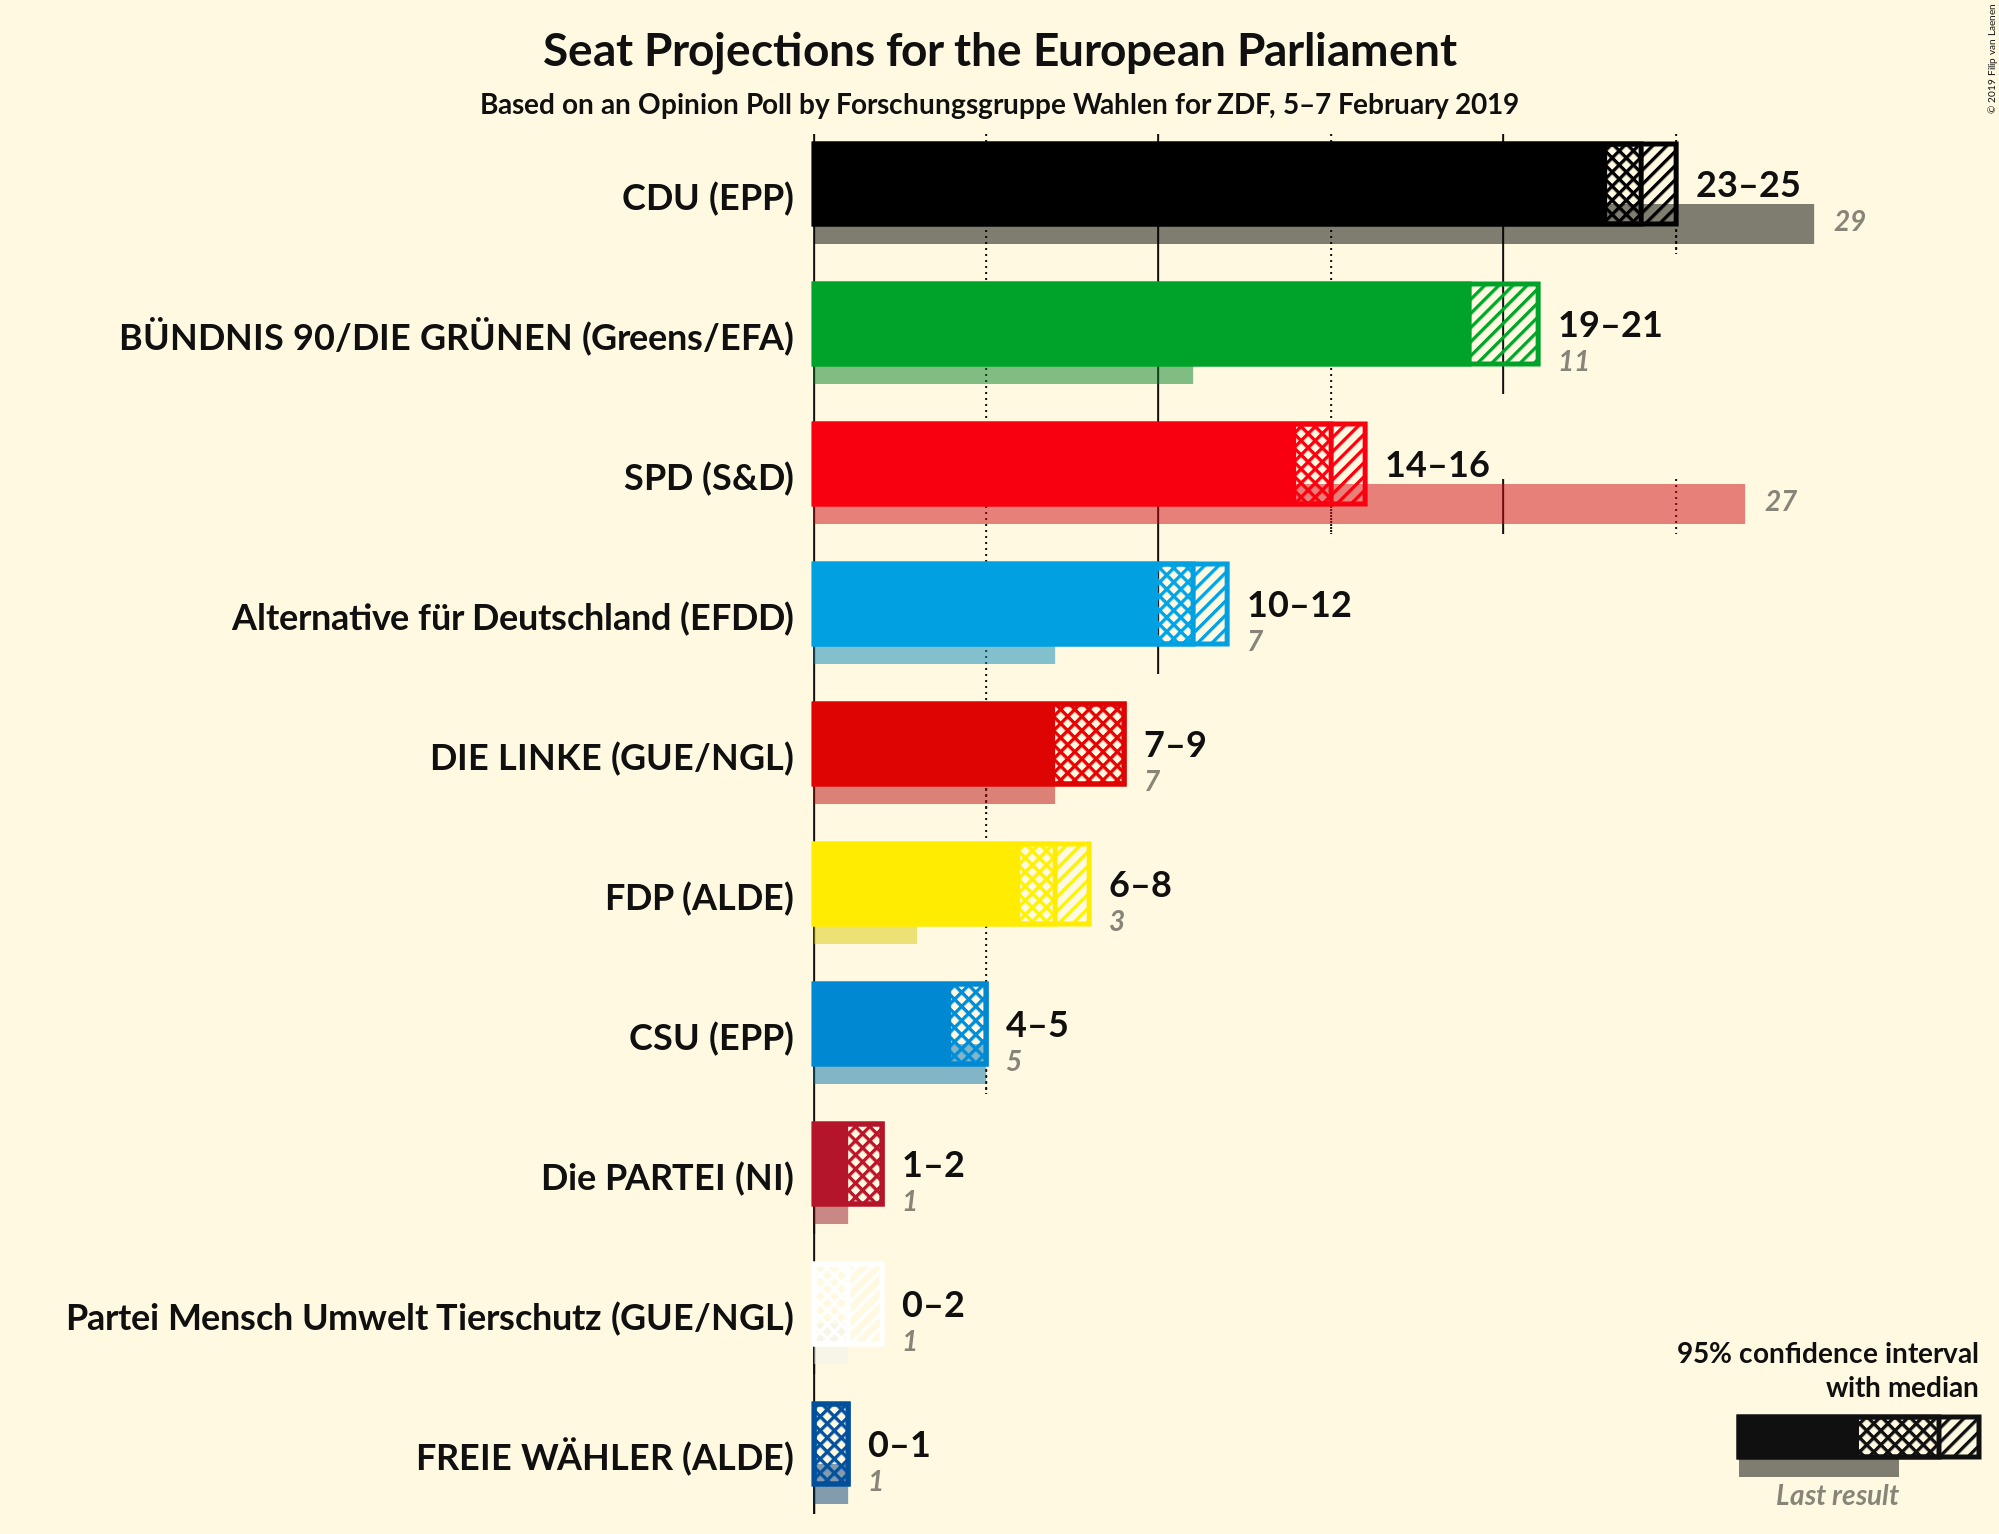 Seat Projections for the European Parliament
Based on an Opinion Poll by Forschungsgruppe Wahlen for ZDF, 5–7 February 2019
© 2019 Filip van Laenen
CDU (EPP)
23–25
29
BÜNDNIS 90/DIE GRÜNEN (Greens/EFA)
19–21
11
SPD (S&D)
14–16
27
Alternative für Deutschland (EFDD)
10–12
7
DIE LINKE (GUE/NGL)
7–9
7
FDP (ALDE)
6–8
3
CSU (EPP)
4–5
5
Die PARTEI (NI)
1–2
1
Partei Mensch Umwelt Tierschutz (GUE/NGL)
0–2
1
FREIE WÄHLER (ALDE)
0–1
1
95% confidence interval
with median
Last result